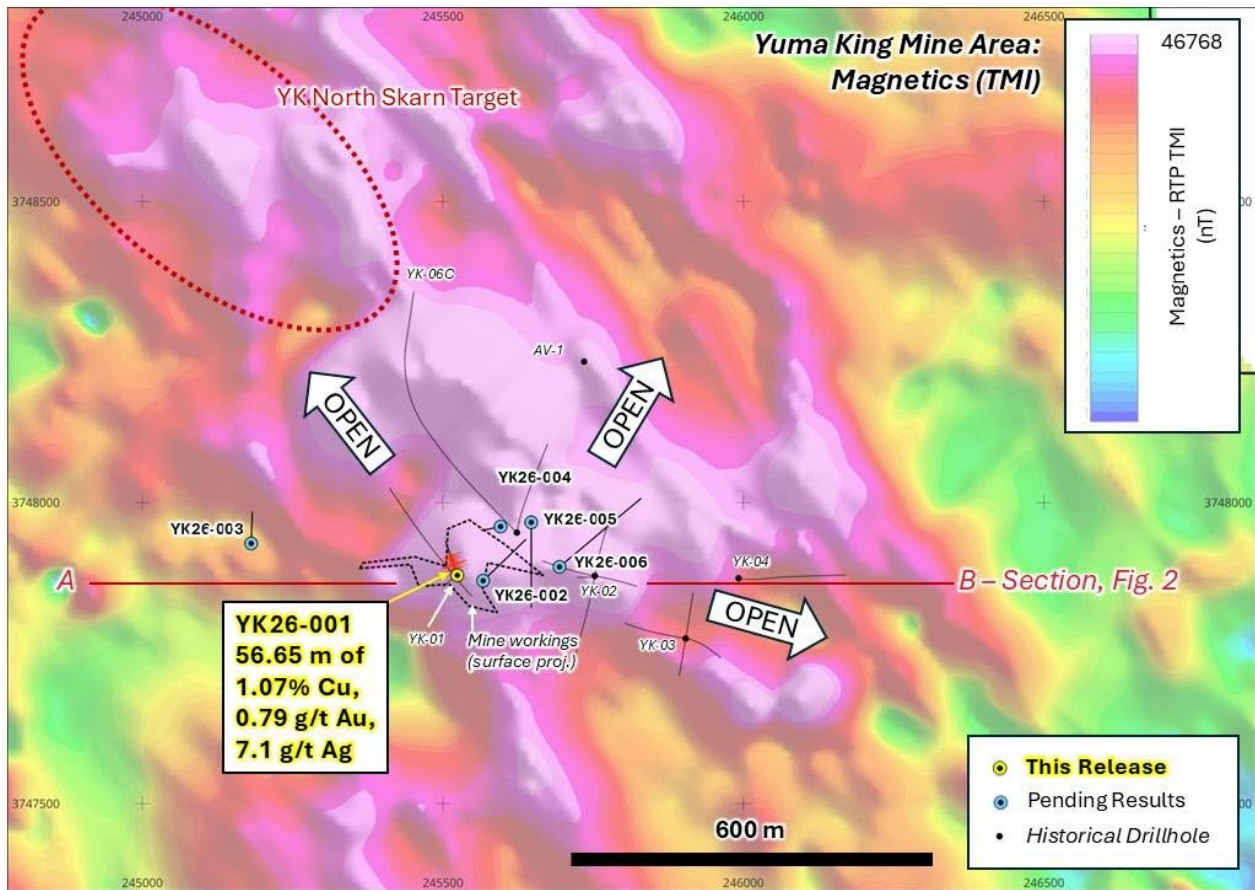 245000
245500
246000
246500
Yuma King Mine Area:
Magnetics (TMI)
46768
Magnetics – RTP TMI
(nT)
YK North Skarn Target
3748500
YK-06C
AV-1
OPEN
OPEN
YK26-004
3748000
3748000
YK26-003
YK26-005
YK26-006
YK-04
A
B – Section, Fig. 2
YK26-002
YK-02
OPEN
YK26-001
56.65 m of
1.07% Cu,
0.79 g/t Au,
7.1 g/t Ag
YK-01
Mine workings
(surface proj.)
YK-03
This Release
Pending Results
Historical Drillhole
3747500
600 m
245000
245500
246000
246500